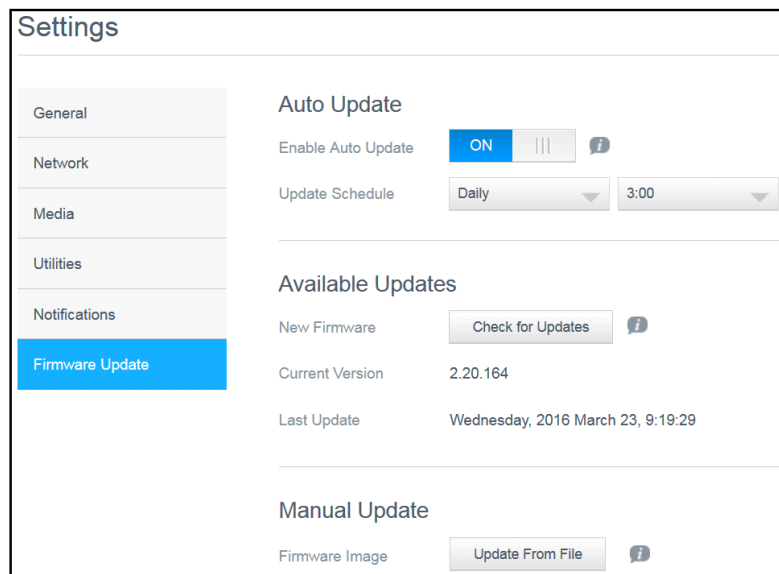 Settings
General
Network
Media
Utilities
Notifications
Firmware Update
Auto Update
Enable Auto Update ON
Update Schedule Daily 3:00
Available Updates
New Firmware Check for Updates
Current Version 2.20.164
Last Update Wednesday, 2016 March 23, 9:19:29
Manual Update
Firmware Image Update From File